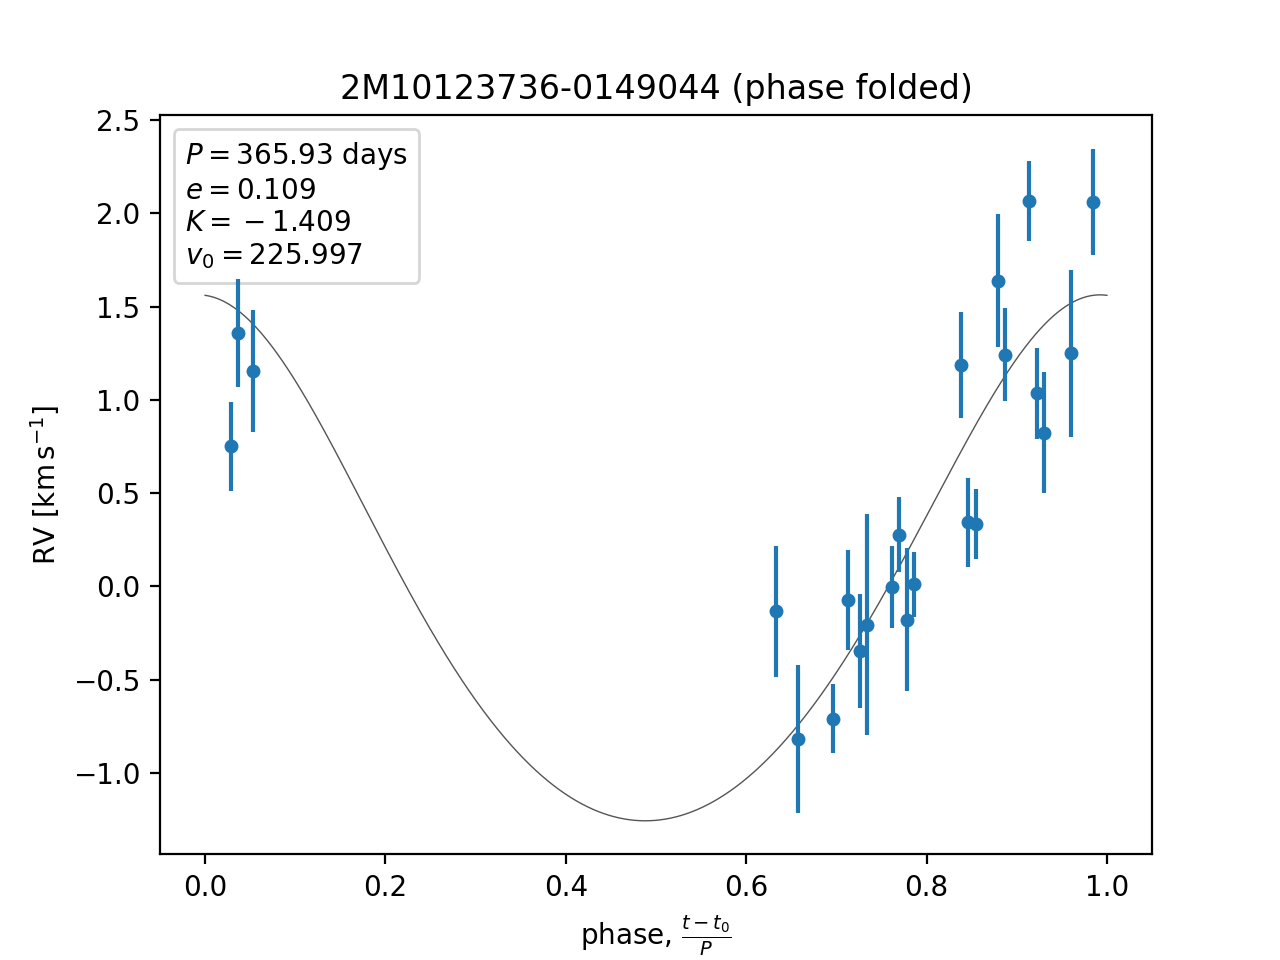 2M10123736-0149044 (phase folded)
P = 365.93 days
e = 0.109
K = −1.409
v₀ = 225.997
2.5
2.0
1.5
1.0
0.5
0.0
−0.5
−1.0
RV [km s⁻¹]
0.0 0.2 0.4 0.6 0.8 1.0
phase, (t − t₀)/P